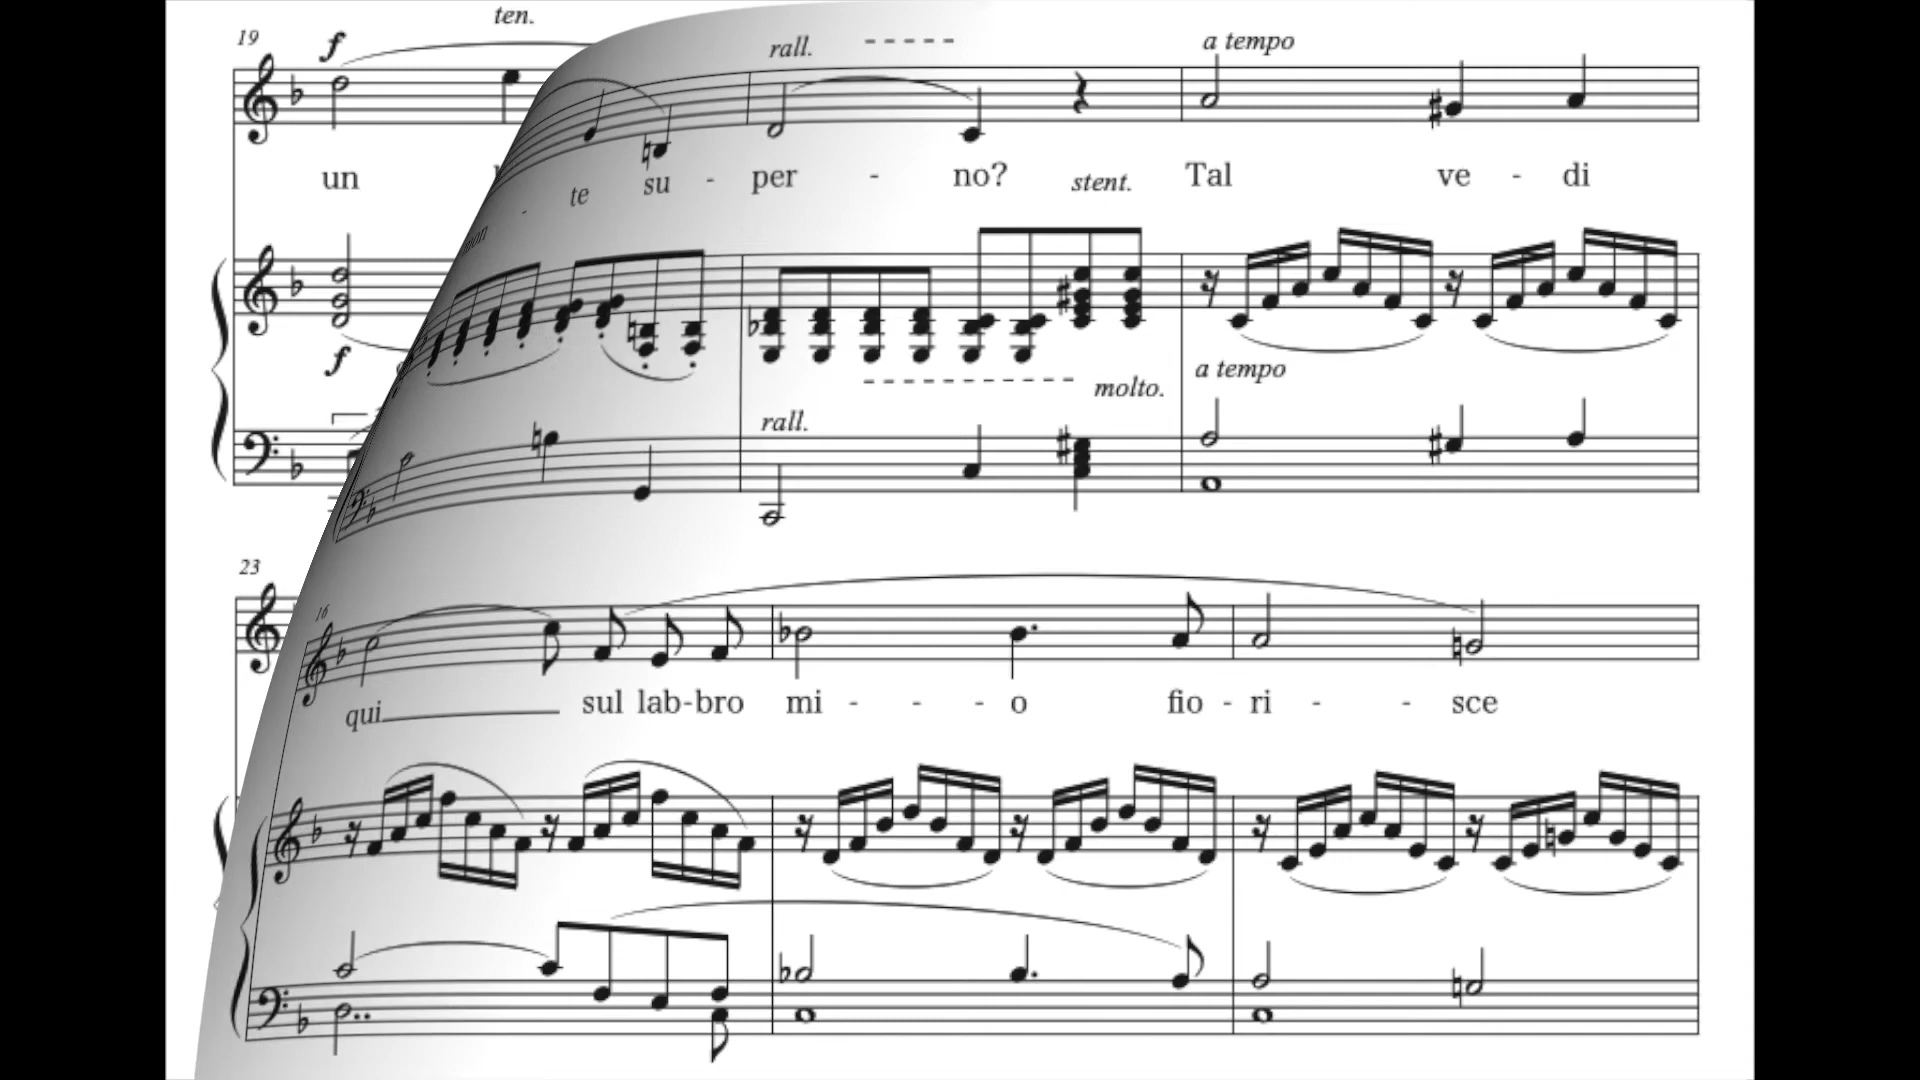 19 f ten. rall. a tempo
un te su - per - no? stent. Tal ve - di
f a tempo
molto.
rall.
23
16
qui sul lab-bro mi - - - o fio - ri - - sce